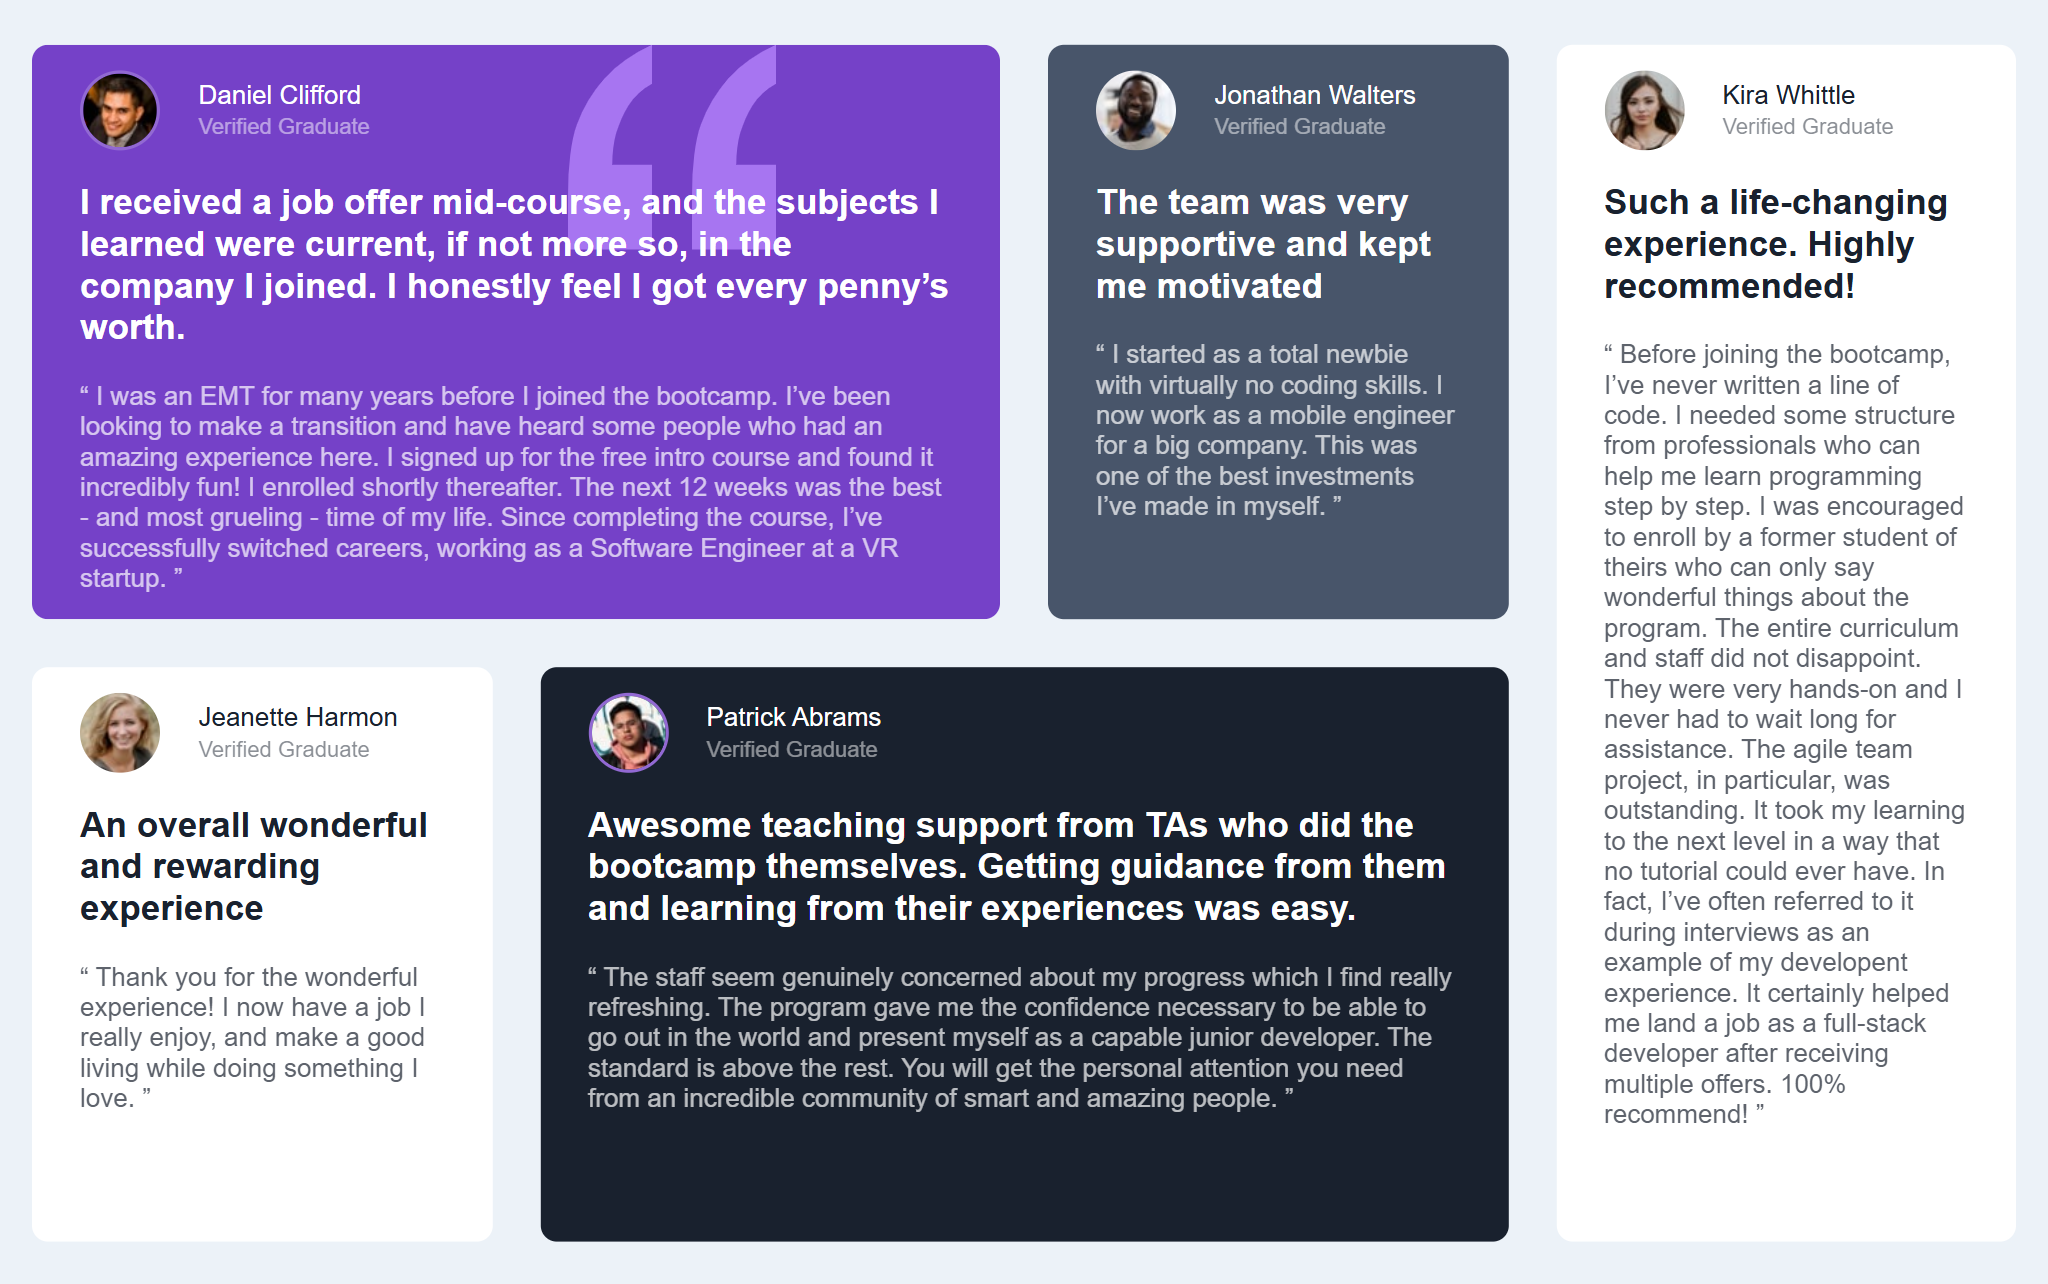 Daniel Clifford
Verified Graduate
I received a job offer mid-course, and the subjects I
learned were current, if not more so, in the
company I joined. I honestly feel I got every penny’s
worth.
“ I was an EMT for many years before I joined the bootcamp. I’ve been
looking to make a transition and have heard some people who had an
amazing experience here. I signed up for the free intro course and found it
incredibly fun! I enrolled shortly thereafter. The next 12 weeks was the best
- and most grueling - time of my life. Since completing the course, I’ve
successfully switched careers, working as a Software Engineer at a VR
startup. ”
Jonathan Walters
Verified Graduate
The team was very
supportive and kept
me motivated
“ I started as a total newbie
with virtually no coding skills. I
now work as a mobile engineer
for a big company. This was
one of the best investments
I’ve made in myself. ”
Kira Whittle
Verified Graduate
Such a life-changing
experience. Highly
recommended!
“ Before joining the bootcamp,
I’ve never written a line of
code. I needed some structure
from professionals who can
help me learn programming
step by step. I was encouraged
to enroll by a former student of
theirs who can only say
wonderful things about the
program. The entire curriculum
and staff did not disappoint.
They were very hands-on and I
never had to wait long for
assistance. The agile team
project, in particular, was
outstanding. It took my learning
to the next level in a way that
no tutorial could ever have. In
fact, I’ve often referred to it
during interviews as an
example of my developent
experience. It certainly helped
me land a job as a full-stack
developer after receiving
multiple offers. 100%
recommend! ”
Jeanette Harmon
Verified Graduate
An overall wonderful
and rewarding
experience
“ Thank you for the wonderful
experience! I now have a job I
really enjoy, and make a good
living while doing something I
love. ”
Patrick Abrams
Verified Graduate
Awesome teaching support from TAs who did the
bootcamp themselves. Getting guidance from them
and learning from their experiences was easy.
“ The staff seem genuinely concerned about my progress which I find really
refreshing. The program gave me the confidence necessary to be able to
go out in the world and present myself as a capable junior developer. The
standard is above the rest. You will get the personal attention you need
from an incredible community of smart and amazing people. ”